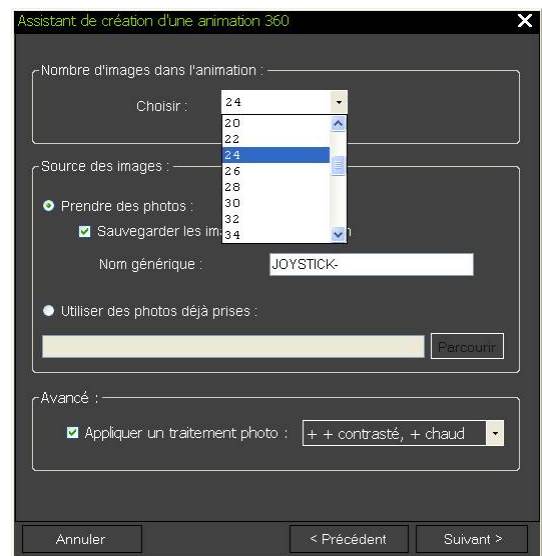 Assistant de création d'une animation 360
Nombre d'images dans l'animation :
Choisir :
24
20
22
24
26
28
30
32
34
Source des images :
Prendre des photos :
Sauvegarder les im
Nom générique :
JOYSTICK-
Utiliser des photos déjà prises :
Parcourir
Avancé :
Appliquer un traitement photo :
+ + contrasté, + chaud
Annuler
< Précédent
Suivant >